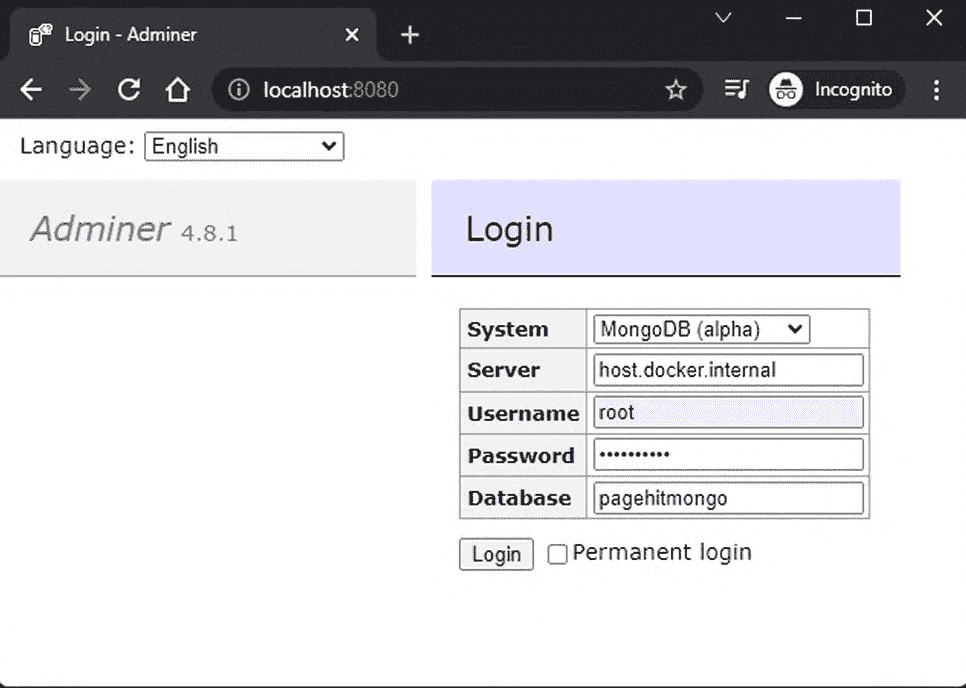 Login - Adminer
localhost:8080
Incognito
Language: English
Adminer 4.8.1
Login
System MongoDB (alpha)
Server host.docker.internal
Username root
Password ••••••••••
Database pagehitmongo
Login Permanent login